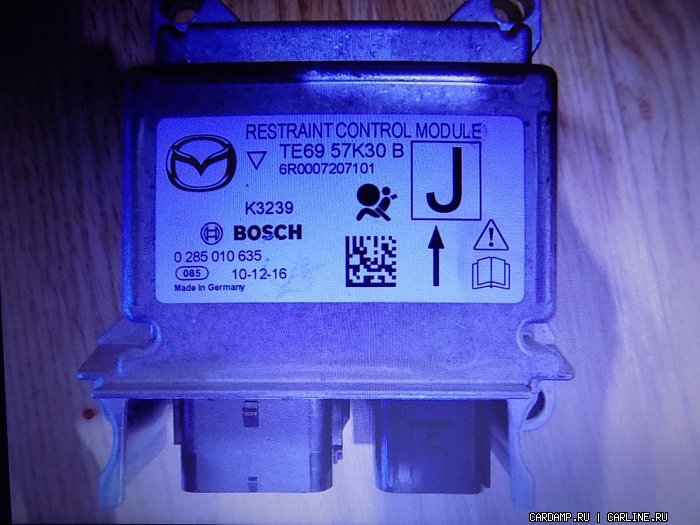 RESTRAINT CONTROL MODULE
TE69 57K30 B
6R0007207101
J
K3239
BOSCH
0 285 010 635
085 10-12-16
Made in Germany
CARDAMP.RU | CARLINE.RU